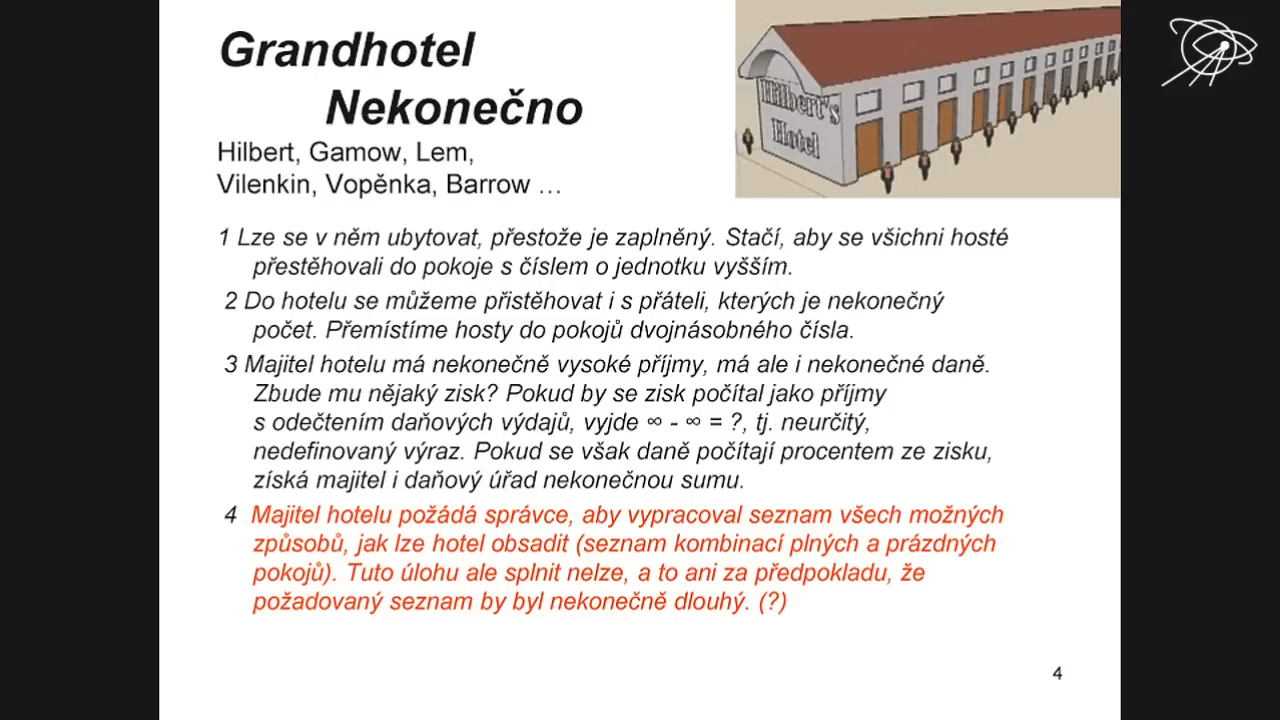 Grandhotel
Nekonečno
Hilbert, Gamow, Lem,
Vilenkin, Vopěnka, Barrow …
Hilbert's
Hotel
1 Lze se v něm ubytovat, přestože je zaplněný. Stačí, aby se všichni hosté
přestěhovali do pokoje s číslem o jednotku vyšším.
2 Do hotelu se můžeme přistěhovat i s přáteli, kterých je nekonečný
počet. Přemístíme hosty do pokojů dvojnásobného čísla.
3 Majitel hotelu má nekonečně vysoké příjmy, má ale i nekonečné daně.
Zbude mu nějaký zisk? Pokud by se zisk počítal jako příjmy
s odečtením daňových výdajů, vyjde ∞ - ∞ = ?, tj. neurčitý,
nedefinovaný výraz. Pokud se však daně počítají procentem ze zisku,
získá majitel i daňový úřad nekonečnou sumu.
4 Majitel hotelu požádá správce, aby vypracoval seznam všech možných
způsobů, jak lze hotel obsadit (seznam kombinací plných a prázdných
pokojů). Tuto úlohu ale splnit nelze, a to ani za předpokladu, že
požadovaný seznam by byl nekonečně dlouhý. (?)
4